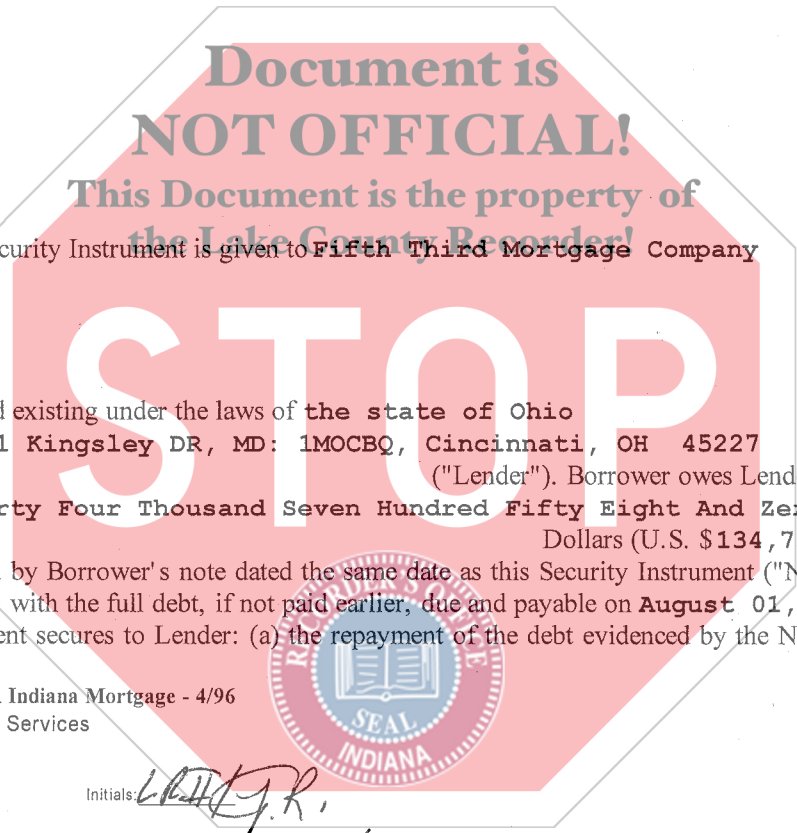 Document is
NOT OFFICIAL!
This Document is the property of
the Lake County Recorder!
curity Instrument is given to Fifth Third Mortgage Company
STOP
d existing under the laws of the state of Ohio
1 Kingsley DR, MD: 1MOCBQ, Cincinnati, OH 45227
("Lender"). Borrower owes Lend
rty Four Thousand Seven Hundred Fifty Eight And Zer
Dollars (U.S. $134,7
d by Borrower's note dated the same date as this Security Instrument ("N
with the full debt, if not paid earlier, due and payable on August 01,
ent secures to Lender: (a) the repayment of the debt evidenced by the N
RECORDER'S OFFICE
SEAL
INDIANA
Indiana Mortgage - 4/96
Services
Initials: